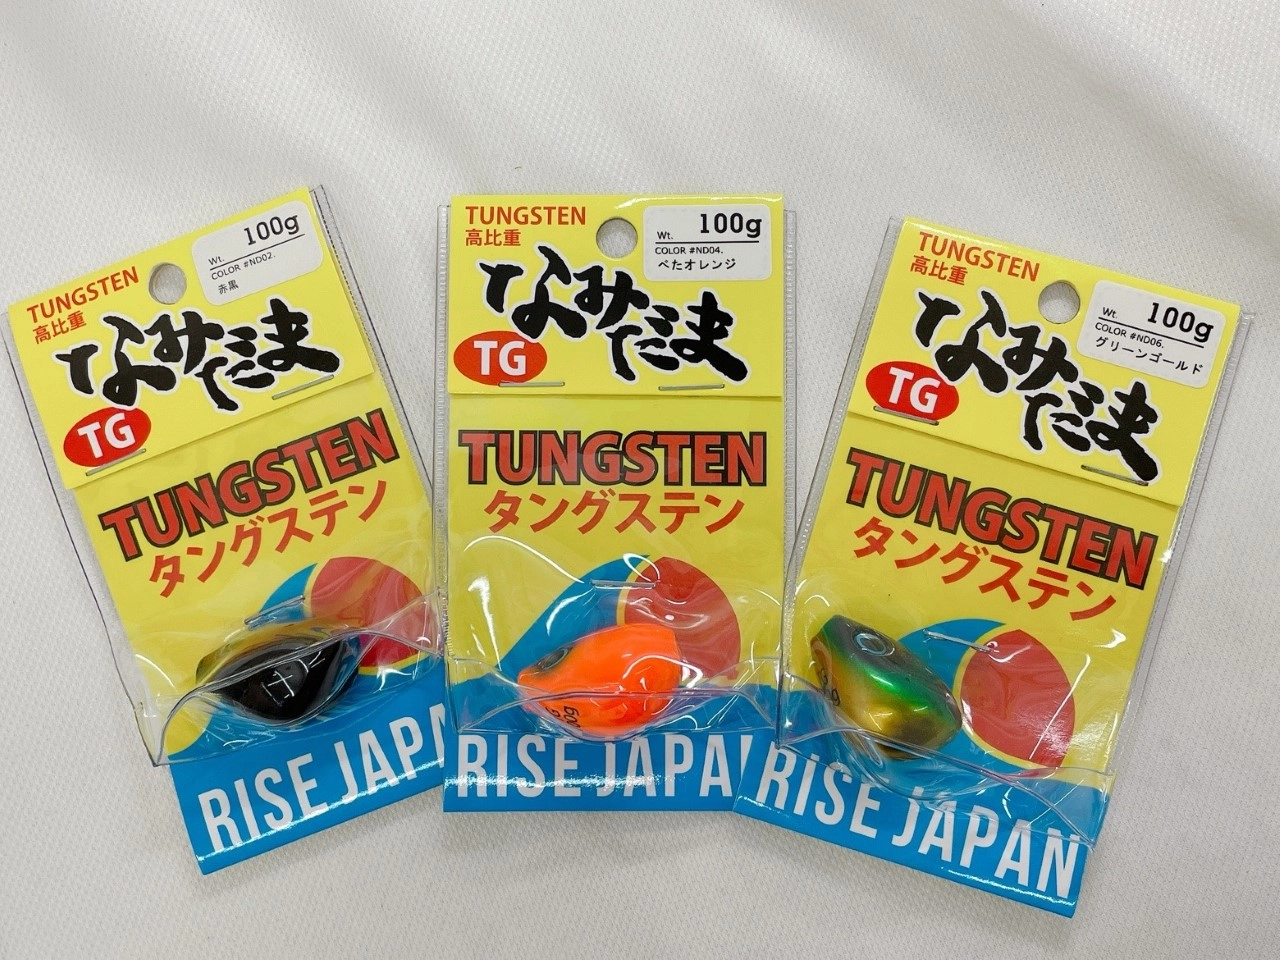 TUNGSTEN
高比重
Wt. 100g
COLOR #ND02.
赤黒
なみだま
TG
TUNGSTEN
タングステン
RISE JAPA
TUNGSTEN
高比重
Wt. 100g
COLOR #ND04.
べたオレンジ
なみだま
TG
TUNGSTEN
タングステン
RISE JAPA
TUNGSTEN
高比重
Wt. 100g
COLOR #ND06.
グリーンゴールド
なみだま
TG
TUNGSTEN
タングステン
RISE JAPAN